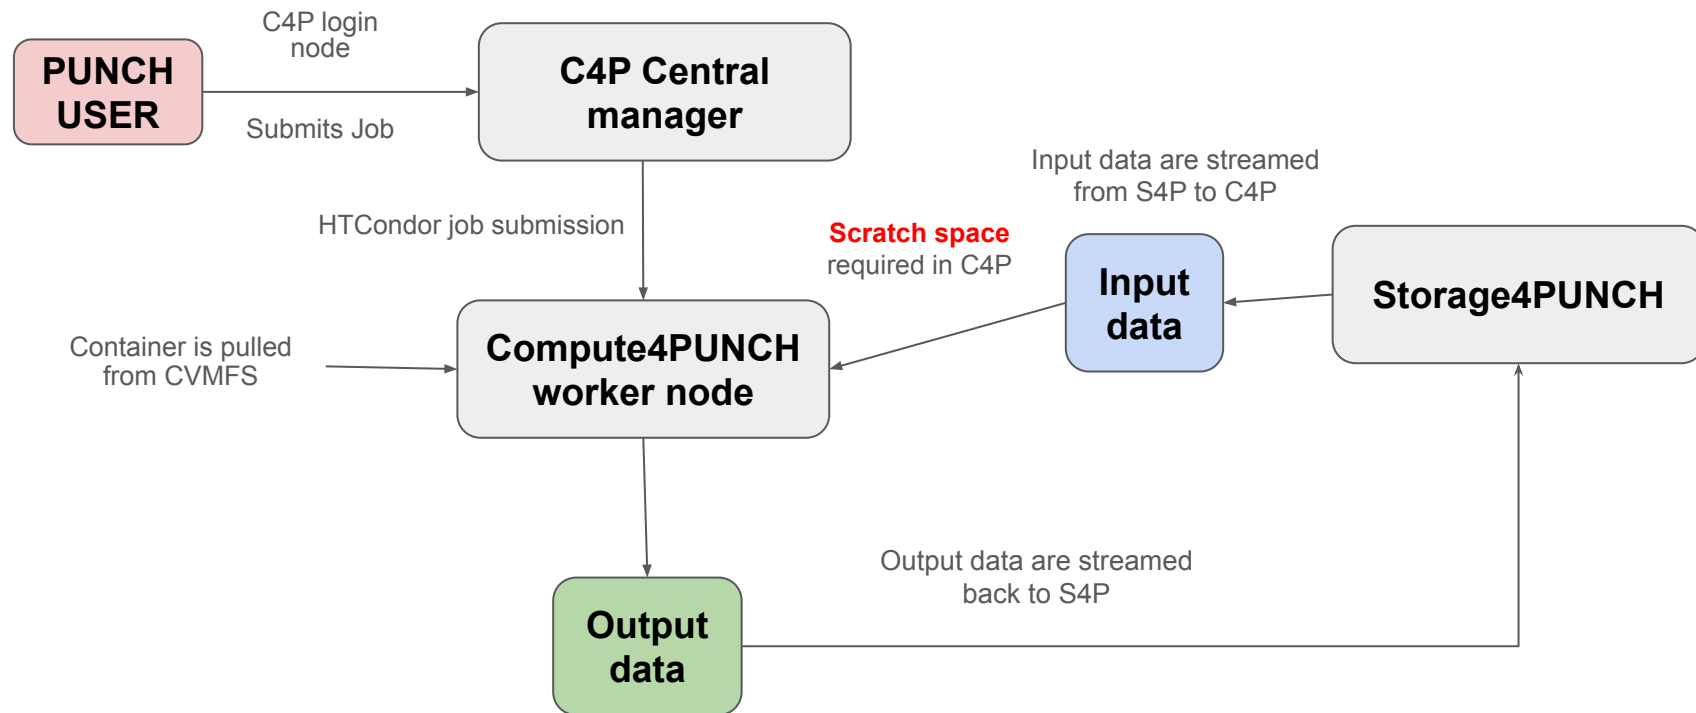 C4P login
node
PUNCH
USER
Submits Job
C4P Central
manager
HTCondor job submission
Input data are streamed
from S4P to C4P
Scratch space
required in C4P
Input
data
Storage4PUNCH
Container is pulled
from CVMFS
Compute4PUNCH
worker node
Output data are streamed
back to S4P
Output
data